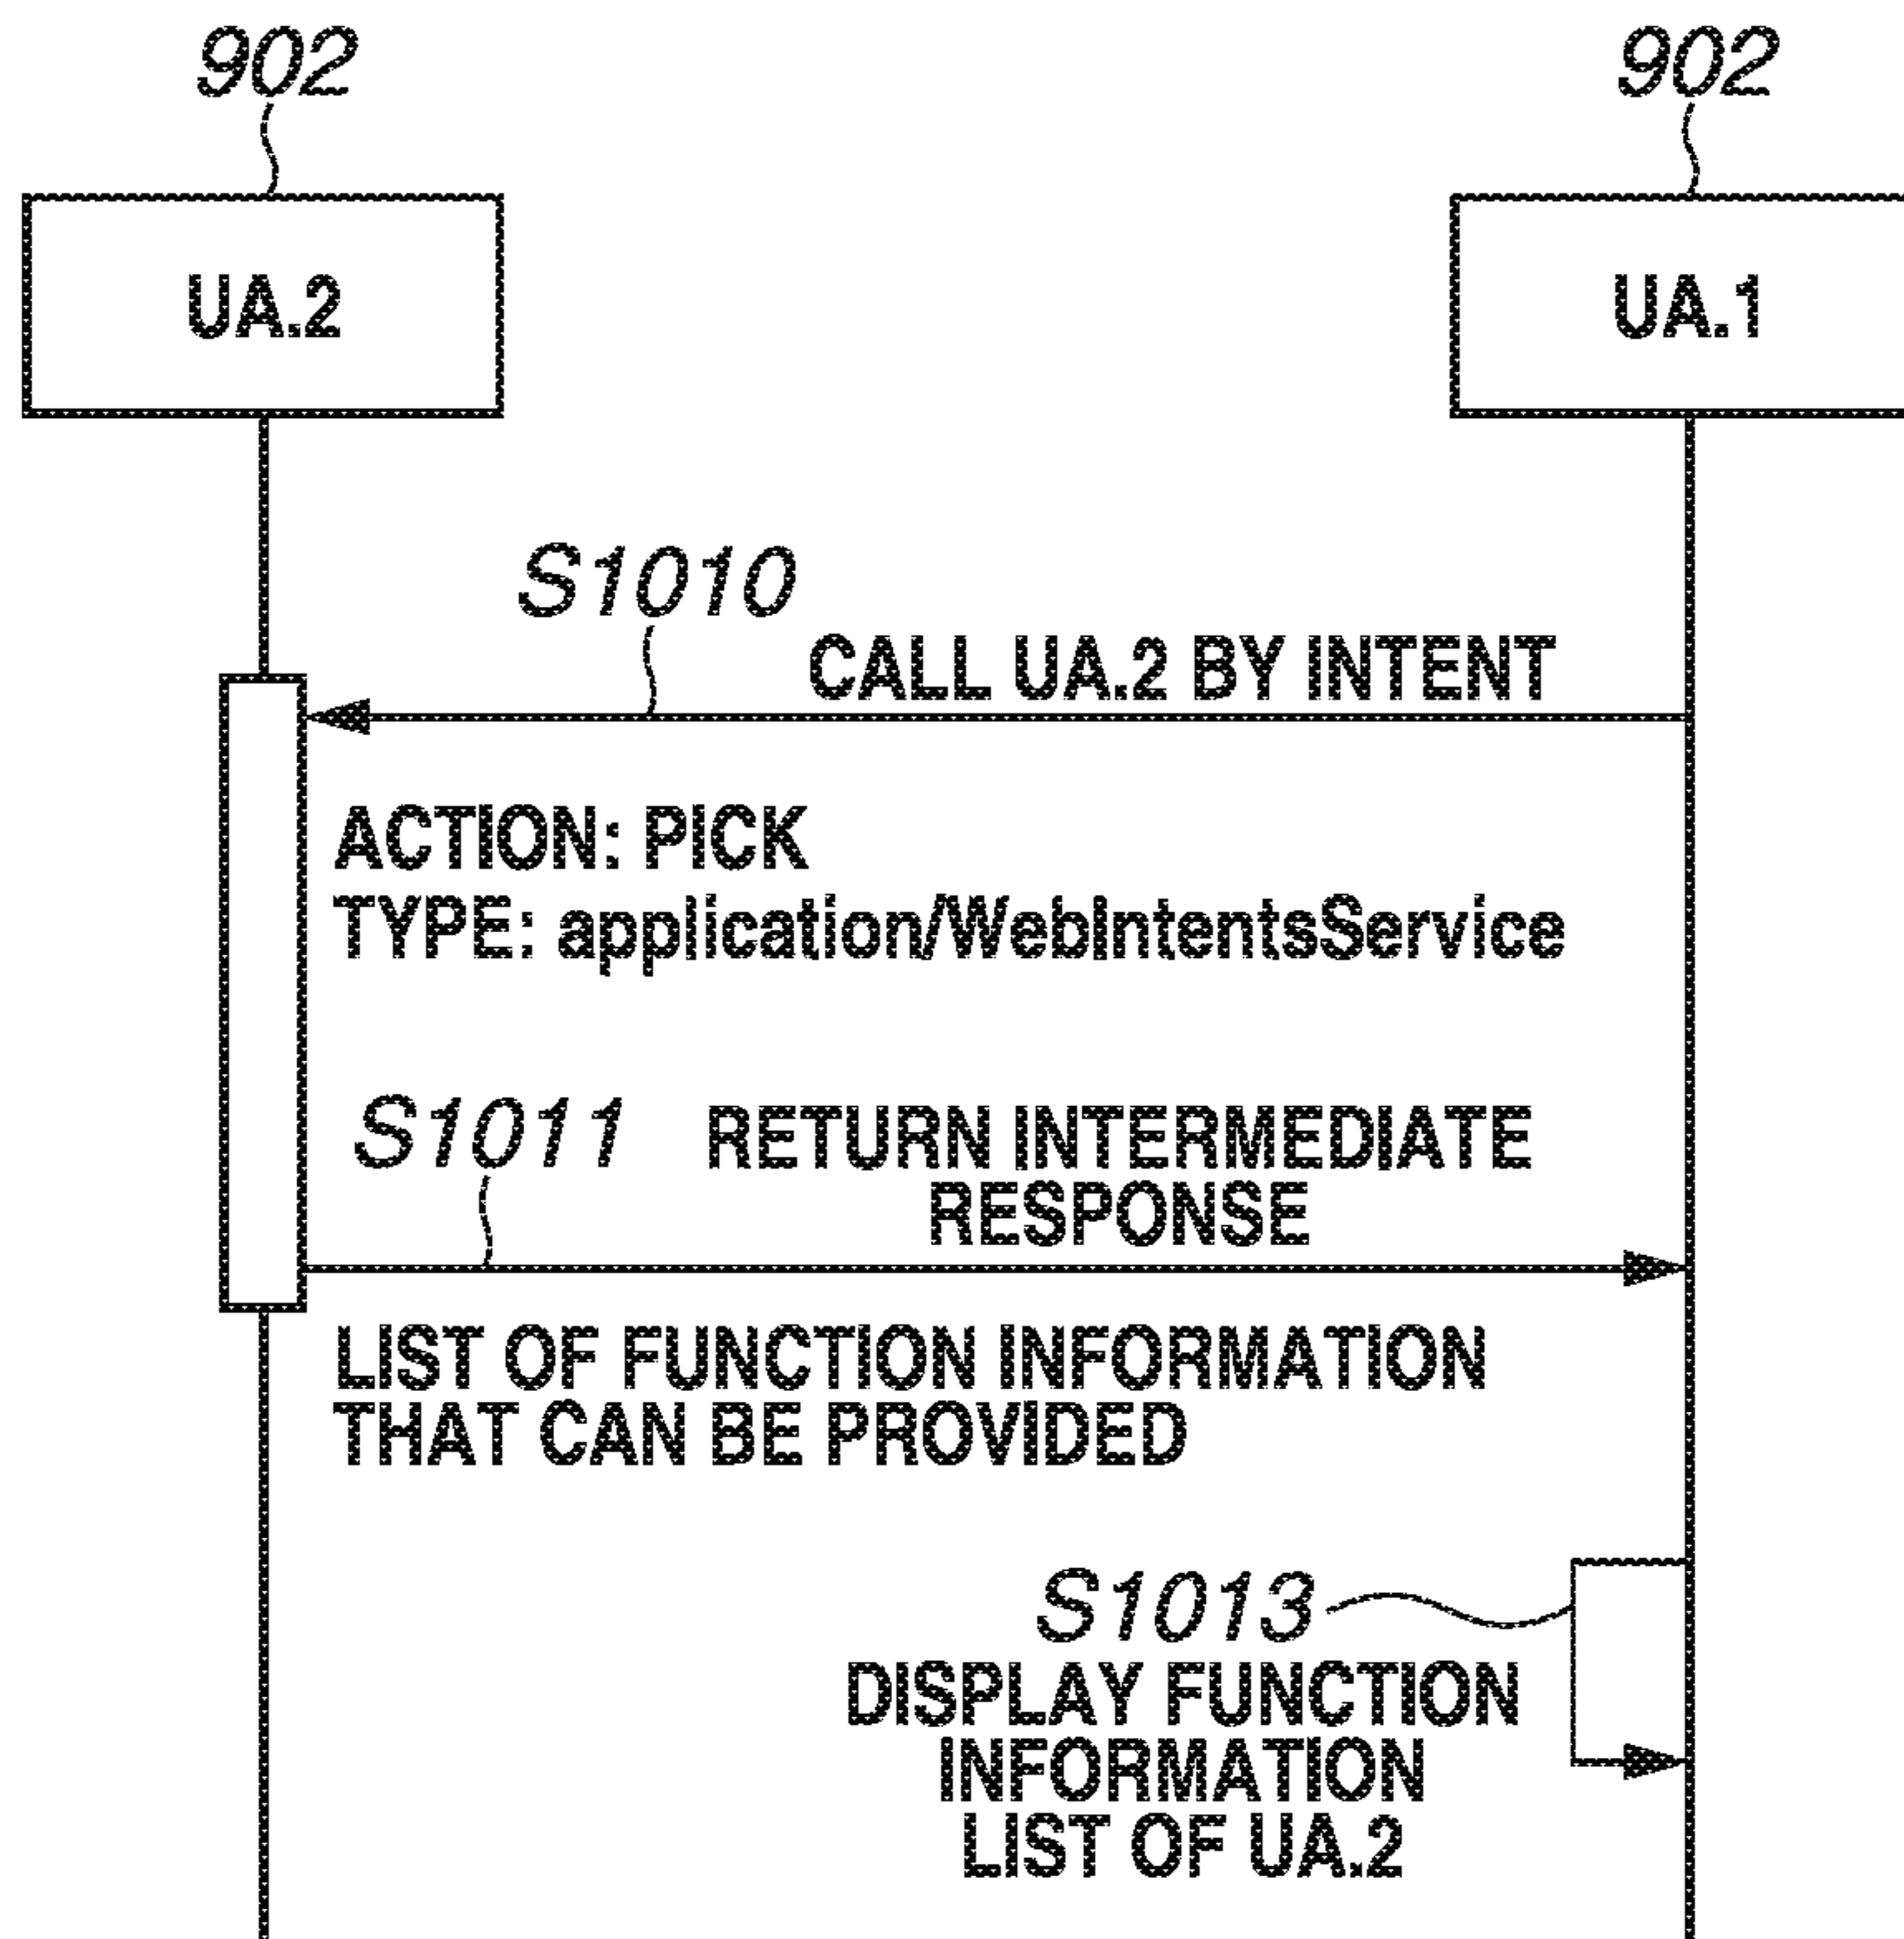 902
902
UA.2
UA.1
S1010
CALL UA.2 BY INTENT
ACTION: PICK
TYPE: application/WebIntentsService
S1011
RETURN INTERMEDIATE
RESPONSE
LIST OF FUNCTION INFORMATION
THAT CAN BE PROVIDED
S1013
DISPLAY FUNCTION
INFORMATION
LIST OF UA.2